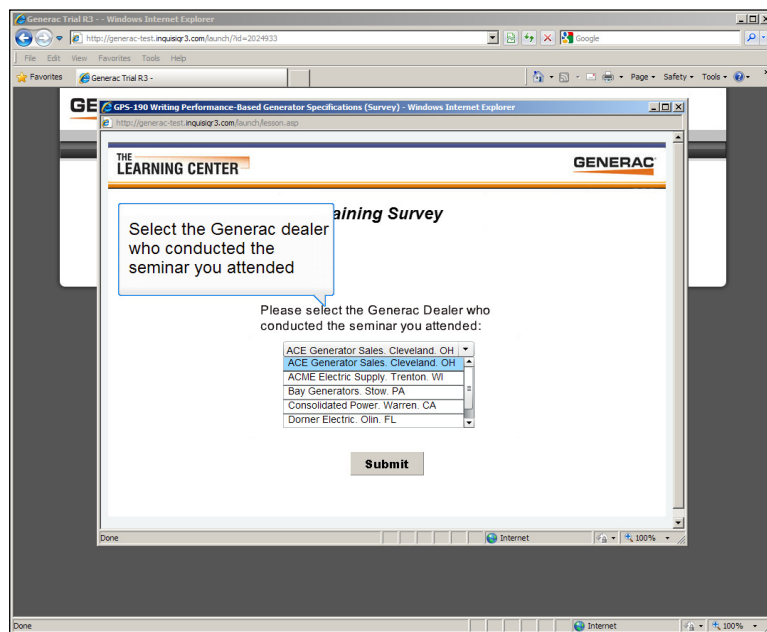 Generac Trial R3 - - Windows Internet Explorer
http://generac-test.inquisiqr3.com/launch/?id=2024933
Google
File Edit View Favorites Tools Help
Favorites Generac Trial R3 -
Page Safety Tools
GE
GPS-190 Writing Performance-Based Generator Specifications (Survey) - Windows Internet Explorer
http://generac-test.inquisiqr3.com/launch/lesson.asp
THE
LEARNING CENTER
GENERAC
aining Survey
Select the Generac dealer
who conducted the
seminar you attended
Please select the Generac Dealer who
conducted the seminar you attended:
ACE Generator Sales. Cleveland. OH
ACE Generator Sales. Cleveland. OH
ACME Electric Supply. Trenton. WI
Bay Generators. Stow. PA
Consolidated Power. Warren. CA
Dorner Electric. Olin. FL
Submit
Done Internet 100%
Done Internet 100%